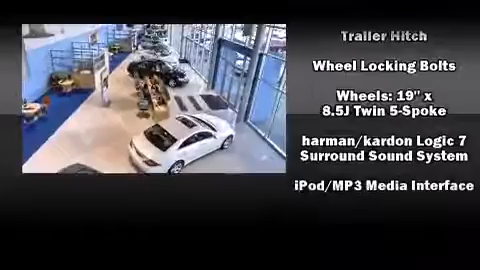 Trailer Hitch
Wheel Locking Bolts
Wheels: 19" x
8.5J Twin 5-Spoke
harman/kardon Logic 7
Surround Sound System
iPod/MP3 Media Interface